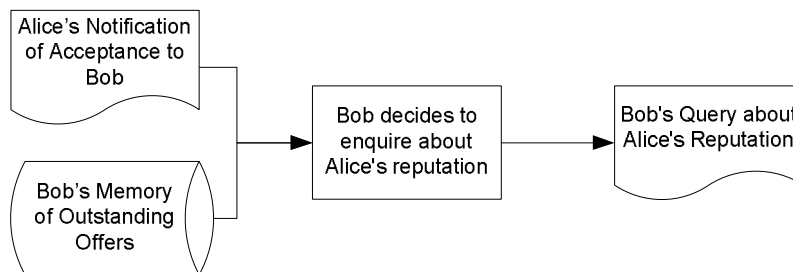 Alice’s Notification
of Acceptance to
Bob
Bob’s Memory
of Outstanding
Offers
Bob decides to
enquire about
Alice's reputation
Bob's Query about
Alice's Reputation